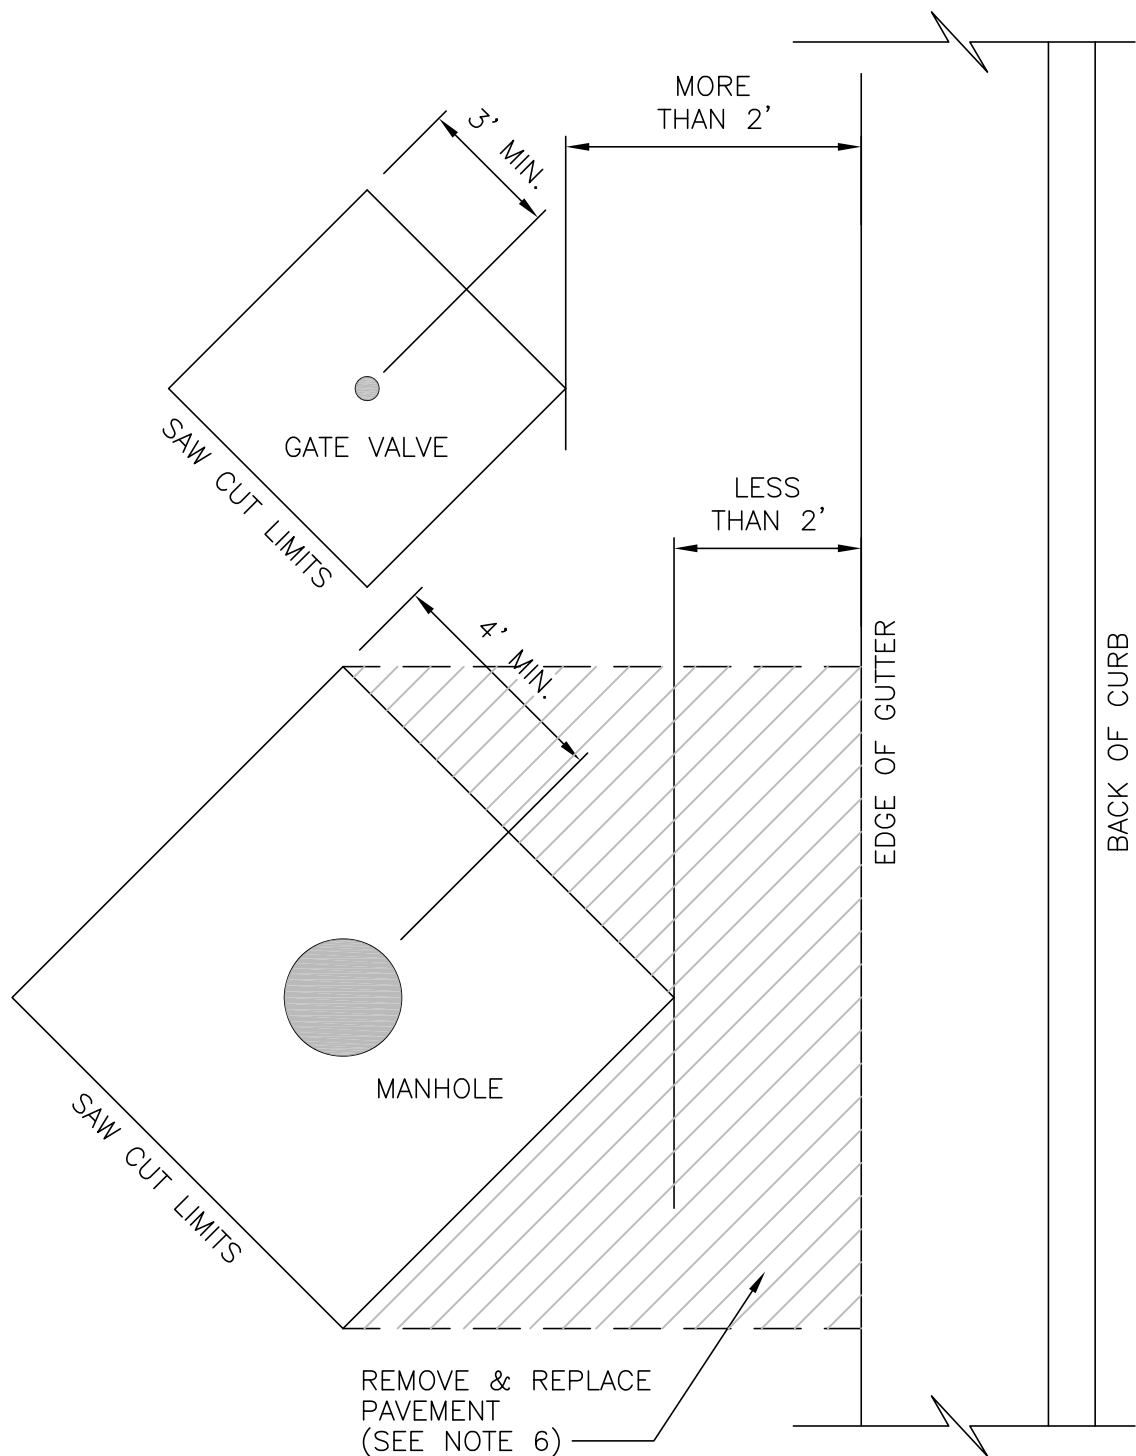 MORE
THAN 2'
3' MIN.
GATE VALVE
SAW CUT LIMITS
LESS
THAN 2'
4' MIN.
EDGE OF GUTTER
BACK OF CURB
MANHOLE
SAW CUT LIMITS
REMOVE & REPLACE
PAVEMENT
(SEE NOTE 6)